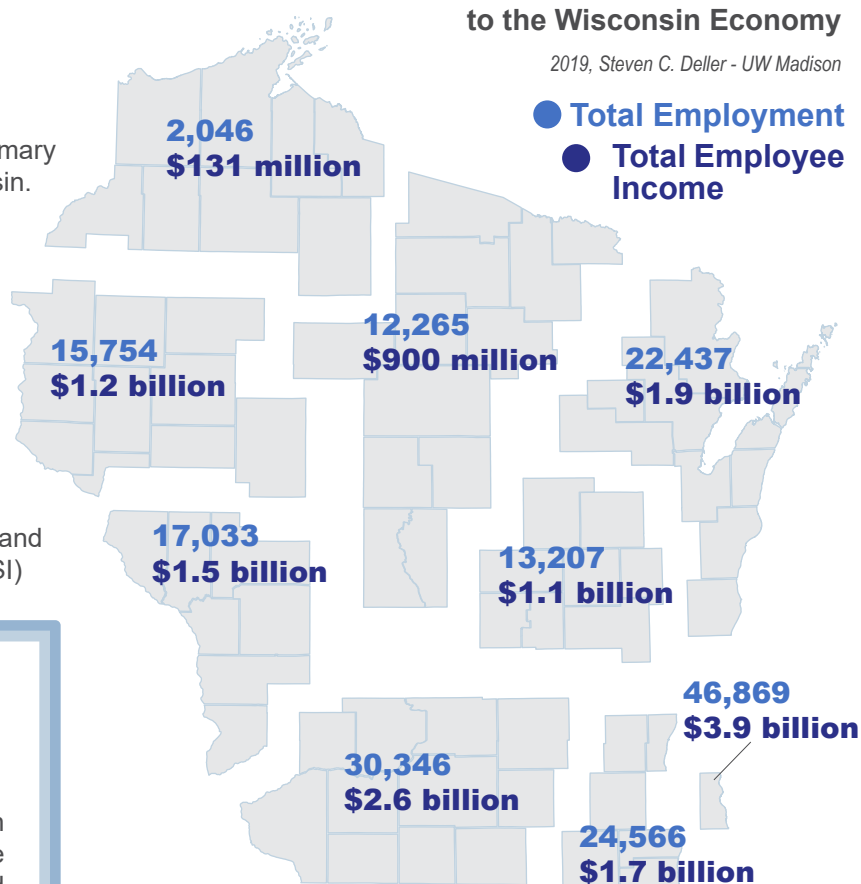 to the Wisconsin Economy
2019, Steven C. Deller - UW Madison
Total Employment
Total Employee
Income
2,046
$131 million
sin.
12,265
$900 million
15,754
$1.2 billion
22,437
$1.9 billion
and
SI)
17,033
$1.5 billion
13,207
$1.1 billion
46,869
$3.9 billion
30,346
$2.6 billion
24,566
$1.7 billion